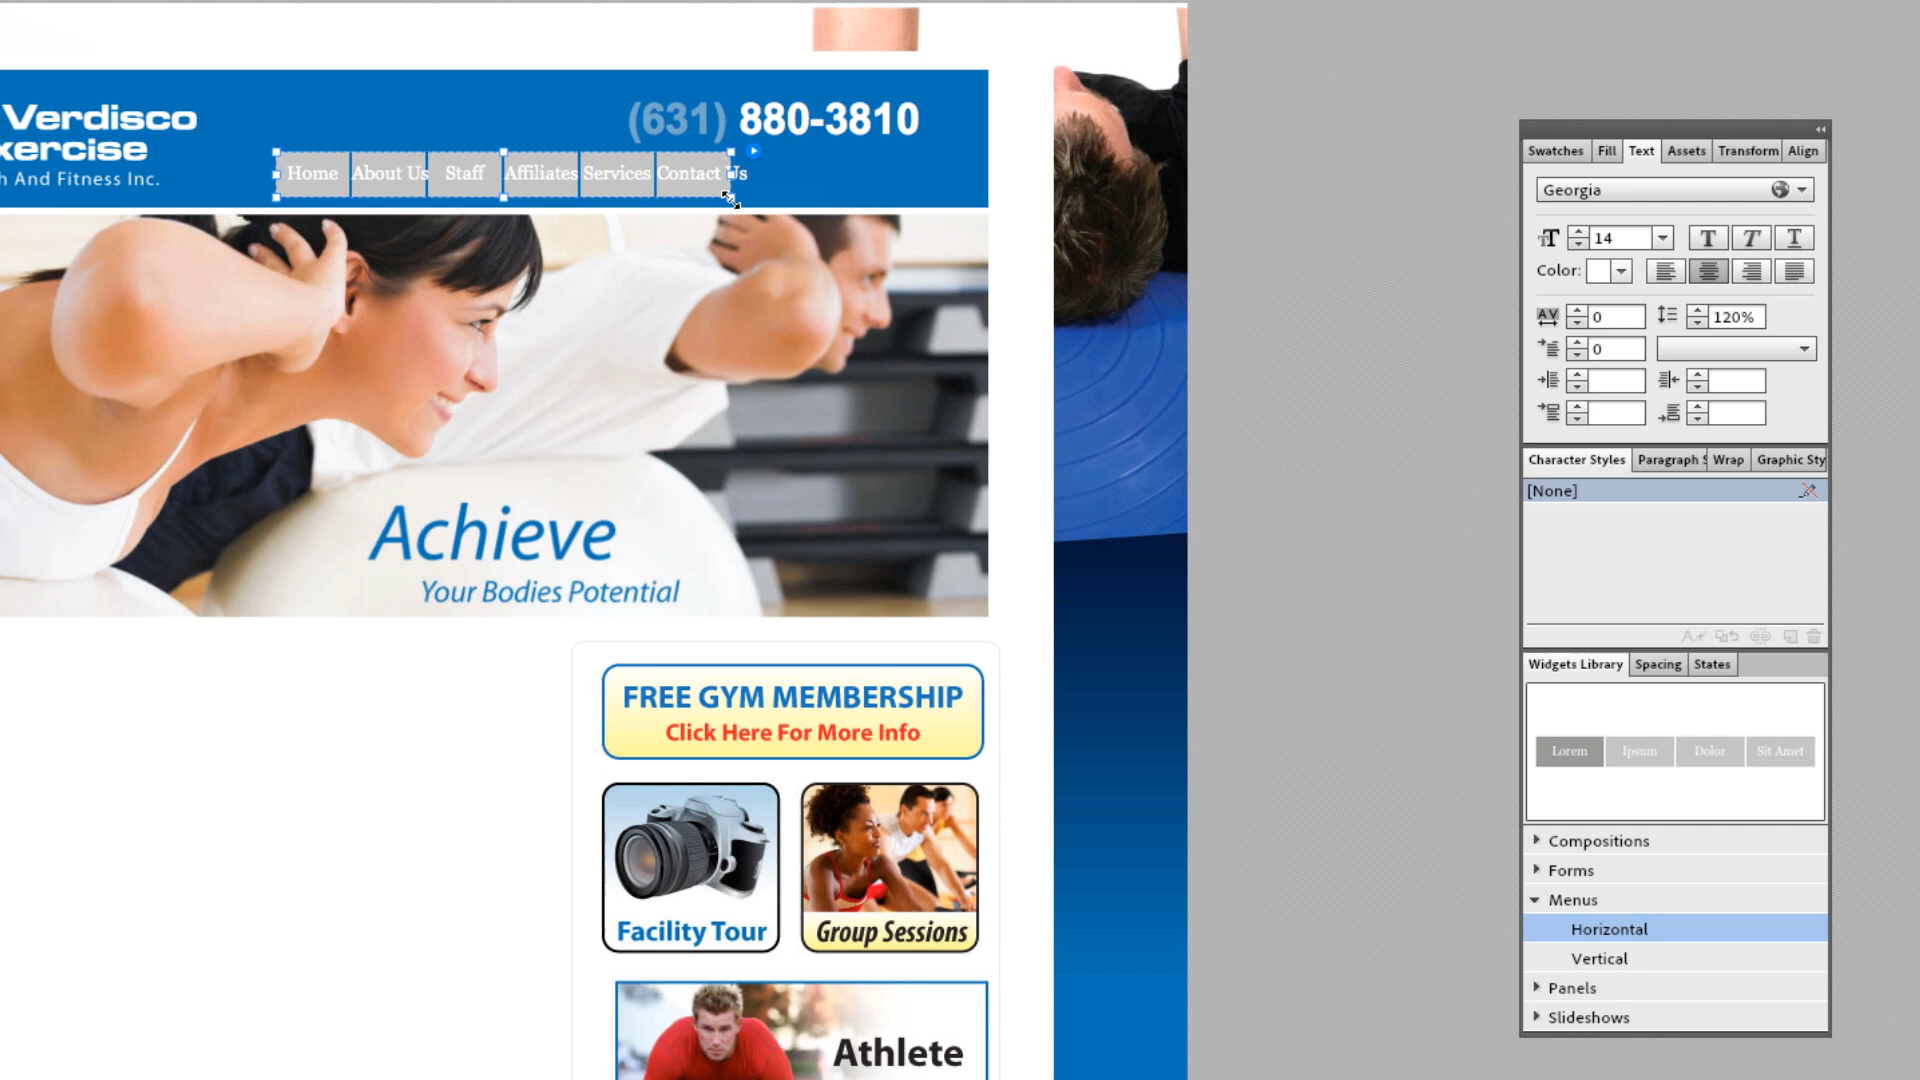 Verdisco
xercise
h And Fitness Inc.
(631) 880-3810
Home About Us Staff Affiliates Services Contact Us
Achieve
Your Bodies Potential
FREE GYM MEMBERSHIP
Click Here For More Info
Facility Tour
Group Sessions
Athlete
Swatches Fill Text Assets Transform Align
Georgia
14
Color:
0 120%
0
Character Styles Paragraph S Wrap Graphic Sty
[None]
Widgets Library Spacing States
Lorem Ipsum Dolor Sit Amet
Compositions
Forms
Menus
Horizontal
Vertical
Panels
Slideshows